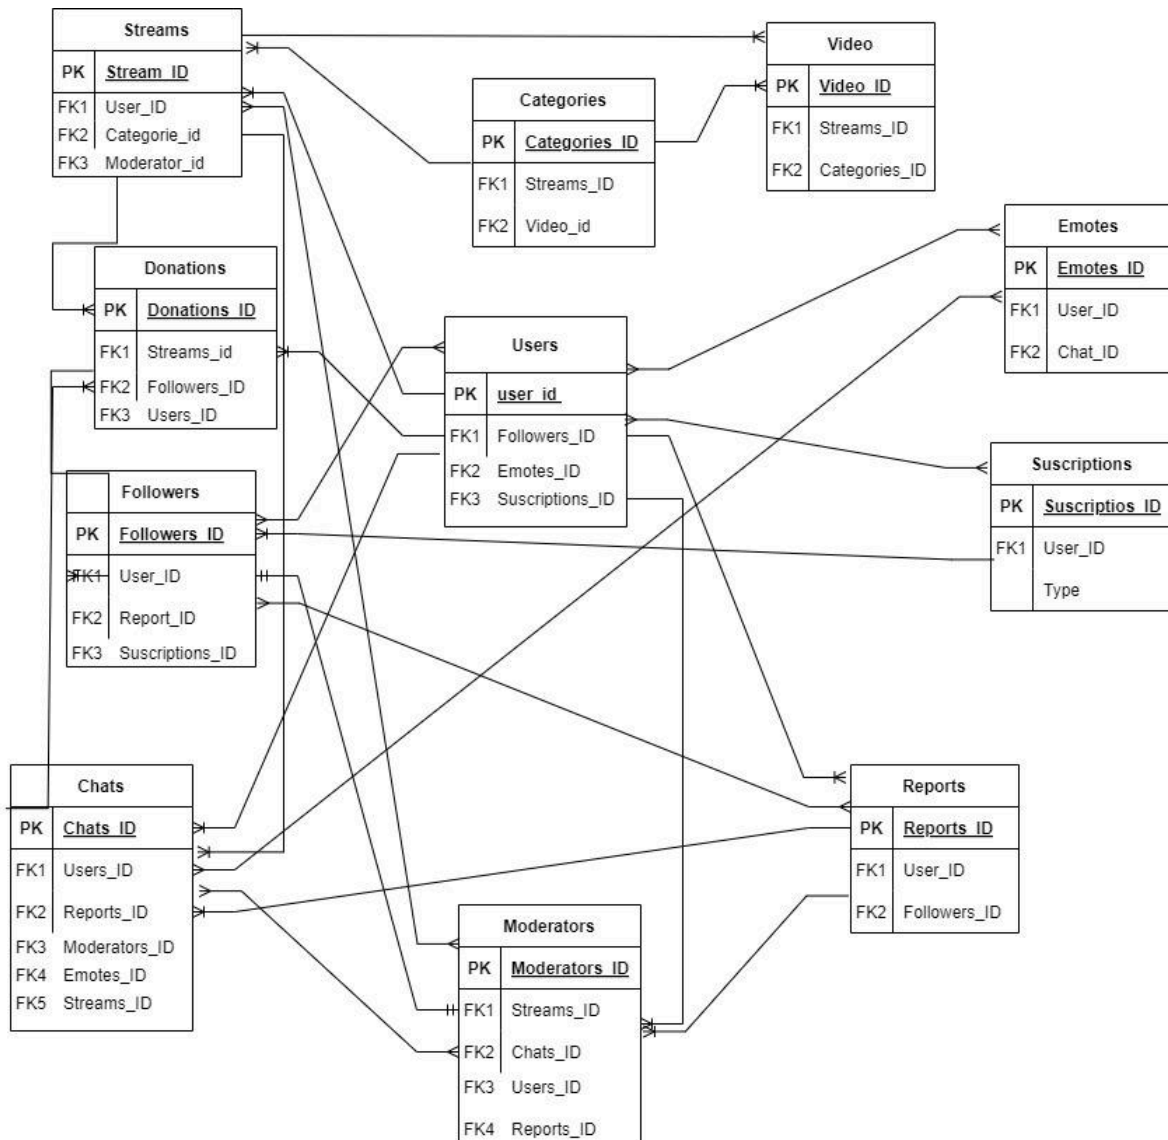 Streams
PK Stream_ID
FK1 User_ID
FK2 Categorie_id
FK3 Moderator_id
Video
PK Video_ID
FK1 Streams_ID
FK2 Categories_ID
Categories
PK Categories_ID
FK1 Streams_ID
FK2 Video_id
Emotes
PK Emotes_ID
FK1 User_ID
FK2 Chat_ID
Donations
PK Donations_ID
FK1 Streams_id
FK2 Followers_ID
FK3 Users_ID
Users
PK user_id
FK1 Followers_ID
FK2 Emotes_ID
FK3 Suscriptions_ID
Suscriptions
PK Suscriptios_ID
FK1 User_ID
Type
Followers
PK Followers_ID
FK1 User_ID
FK2 Report_ID
FK3 Suscriptions_ID
Chats
PK Chats_ID
FK1 Users_ID
FK2 Reports_ID
FK3 Moderators_ID
FK4 Emotes_ID
FK5 Streams_ID
Reports
PK Reports_ID
FK1 User_ID
FK2 Followers_ID
Moderators
PK Moderators_ID
FK1 Streams_ID
FK2 Chats_ID
FK3 Users_ID
FK4 Reports_ID